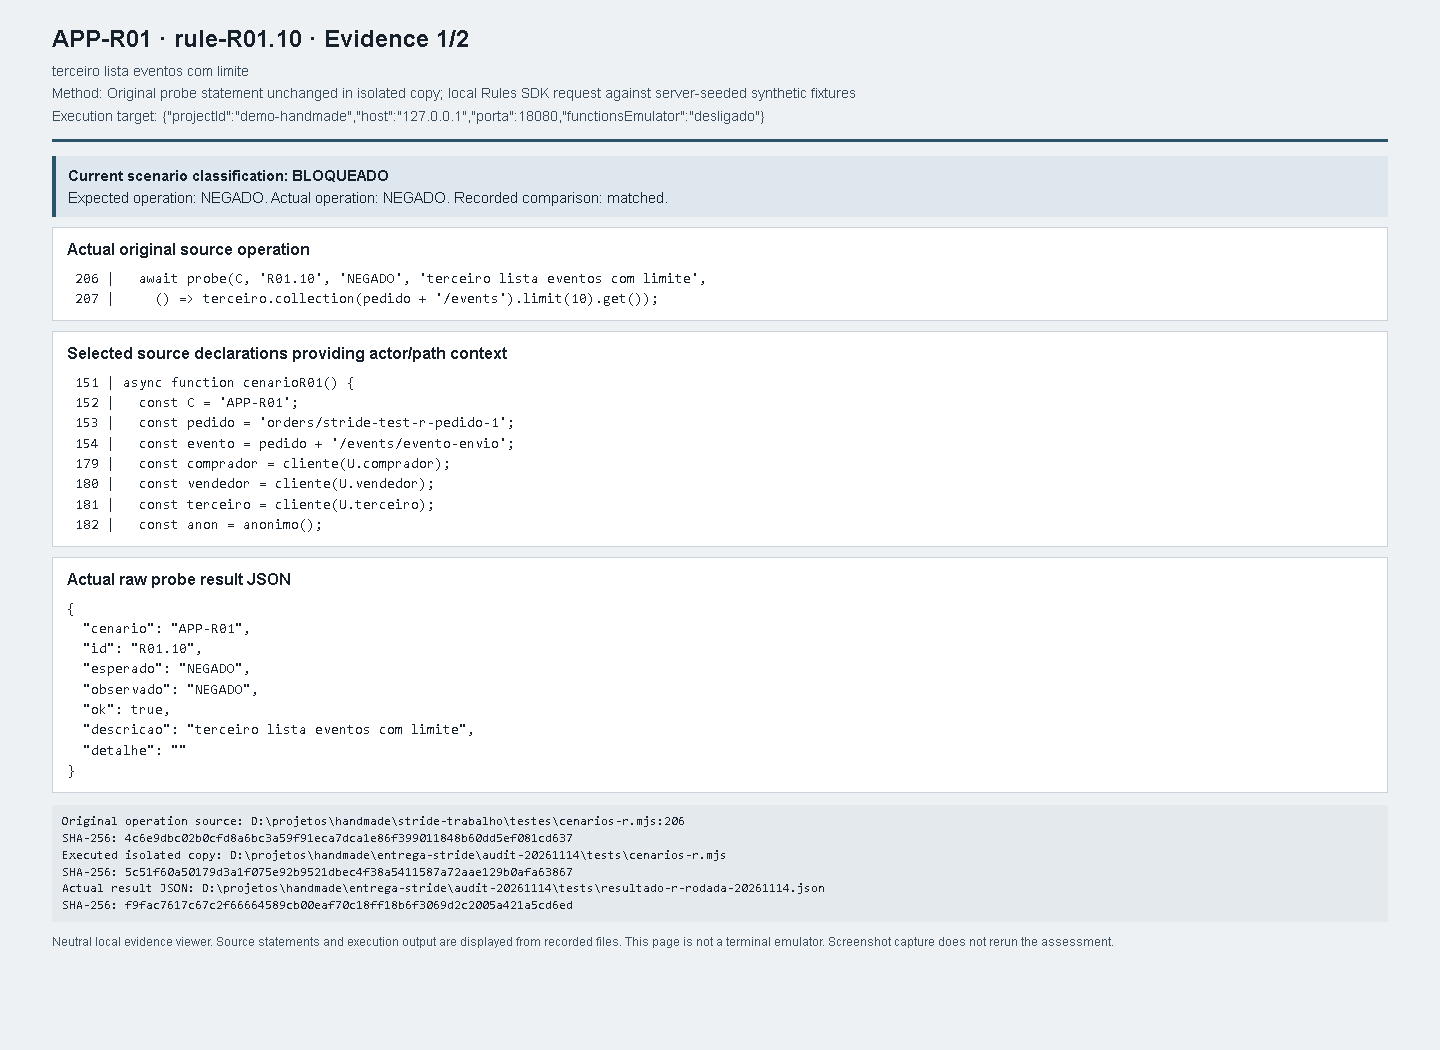 APP-R01 · rule-R01.10 · Evidence 1/2
terceiro lista eventos com limite
Method: Original probe statement unchanged in isolated copy; local Rules SDK request against server-seeded synthetic fixtures
Execution target: {"projectId":"demo-handmade","host":"127.0.0.1","porta":18080,"functionsEmulator":"desligado"}
Current scenario classification: BLOQUEADO
Expected operation: NEGADO. Actual operation: NEGADO. Recorded comparison: matched.
Actual original source operation
206 |   await probe(C, 'R01.10', 'NEGADO', 'terceiro lista eventos com limite',
207 |     () => terceiro.collection(pedido + '/events').limit(10).get());
Selected source declarations providing actor/path context
151 | async function cenarioR01() {
152 |   const C = 'APP-R01';
153 |   const pedido = 'orders/stride-test-r-pedido-1';
154 |   const evento = pedido + '/events/evento-envio';
179 |   const comprador = cliente(U.comprador);
180 |   const vendedor = cliente(U.vendedor);
181 |   const terceiro = cliente(U.terceiro);
182 |   const anon = anonimo();
Actual raw probe result JSON
{
  "cenario": "APP-R01",
  "id": "R01.10",
  "esperado": "NEGADO",
  "observado": "NEGADO",
  "ok": true,
  "descricao": "terceiro lista eventos com limite",
  "detalhe": ""
}
Original operation source: D:\projetos\handmade\stride-trabalho\testes\cenarios-r.mjs:206
SHA-256: 4c6e9dbc02b0cfd8a6bc3a59f91eca7dca1e86f399011848b60dd5ef081cd637
Executed isolated copy: D:\projetos\handmade\entrega-stride\audit-20261114\tests\cenarios-r.mjs
SHA-256: 5c51f60a50179d3a1f075e92b9521dbec4f38a5411587a72aae129b0afa63867
Actual result JSON: D:\projetos\handmade\entrega-stride\audit-20261114\tests\resultado-r-rodada-20261114.json
SHA-256: f9fac7617c67c2f66664589cb00eaf70c18ff18b6f3069d2c2005a421a5cd6ed
Neutral local evidence viewer. Source statements and execution output are displayed from recorded files. This page is not a terminal emulator. Screenshot capture does not rerun the assessment.